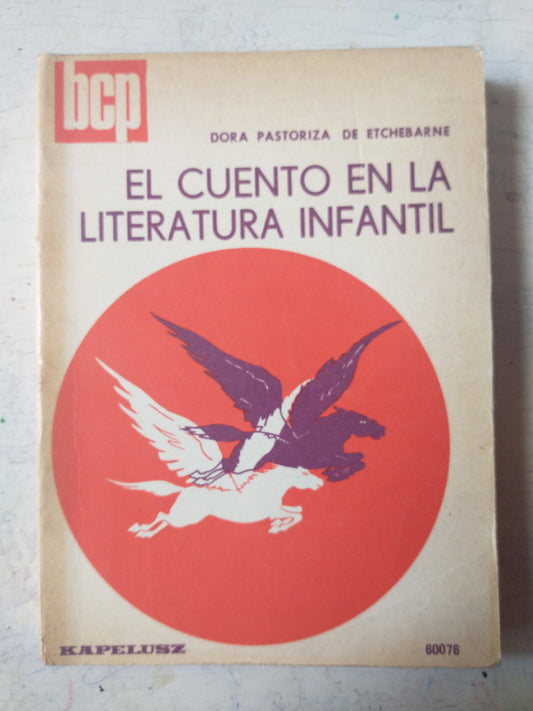 bcp
DORA PASTORIZA DE ETCHEBARNE
EL CUENTO EN LA
LITERATURA INFANTIL
KAPELUSZ
60076